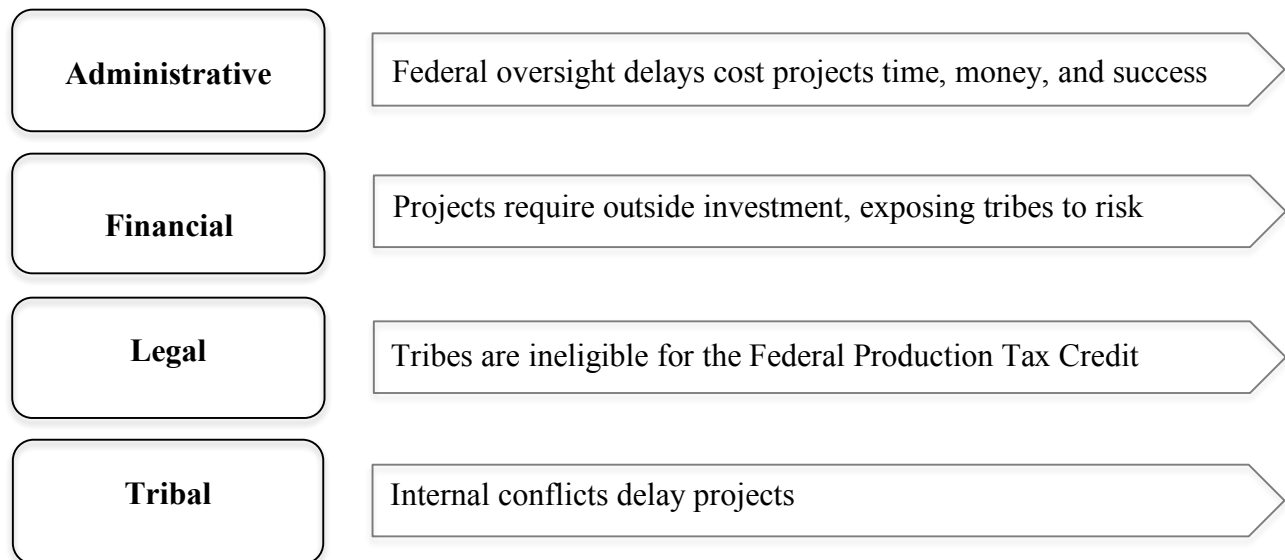 Administrative
Federal oversight delays cost projects time, money, and success
Financial
Projects require outside investment, exposing tribes to risk
Legal
Tribes are ineligible for the Federal Production Tax Credit
Tribal
Internal conflicts delay projects